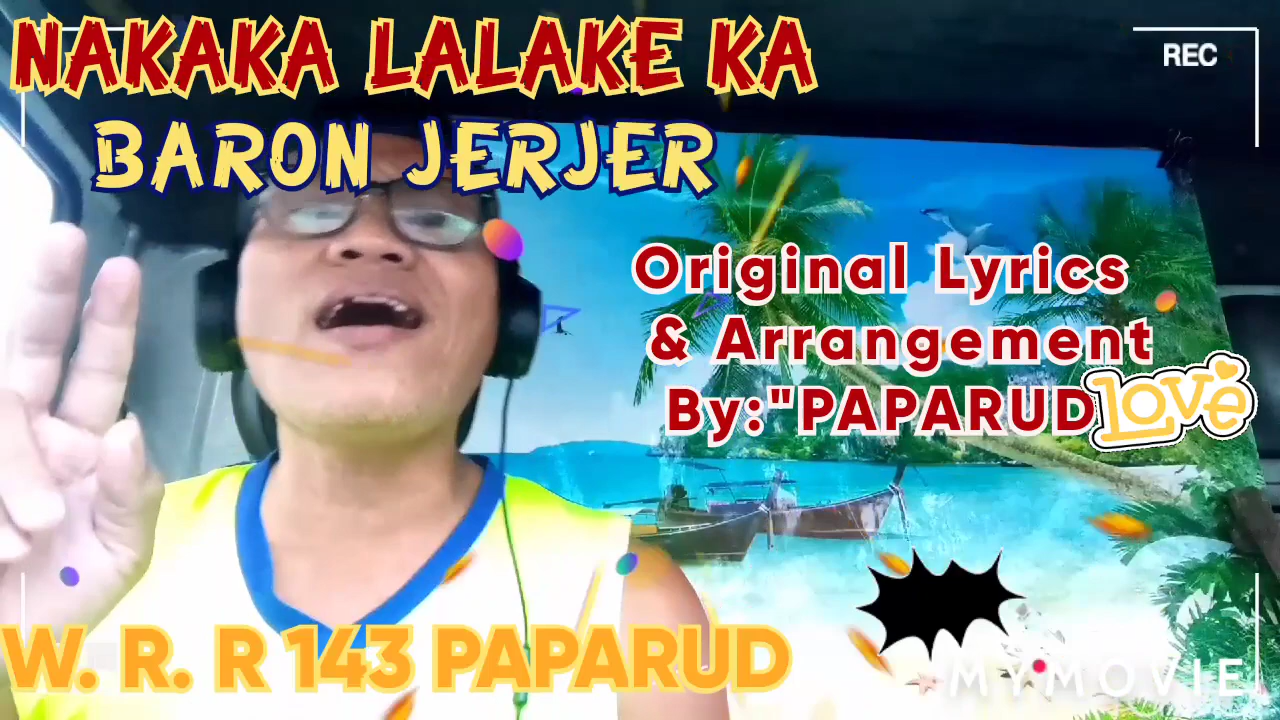 NAKAKA LALAKE KA
REC
BARON JERJER
Original Lyrics
& Arrangement
By:"PAPARUD
Love
W. R. R 143 PAPARUD
MYMOVIE